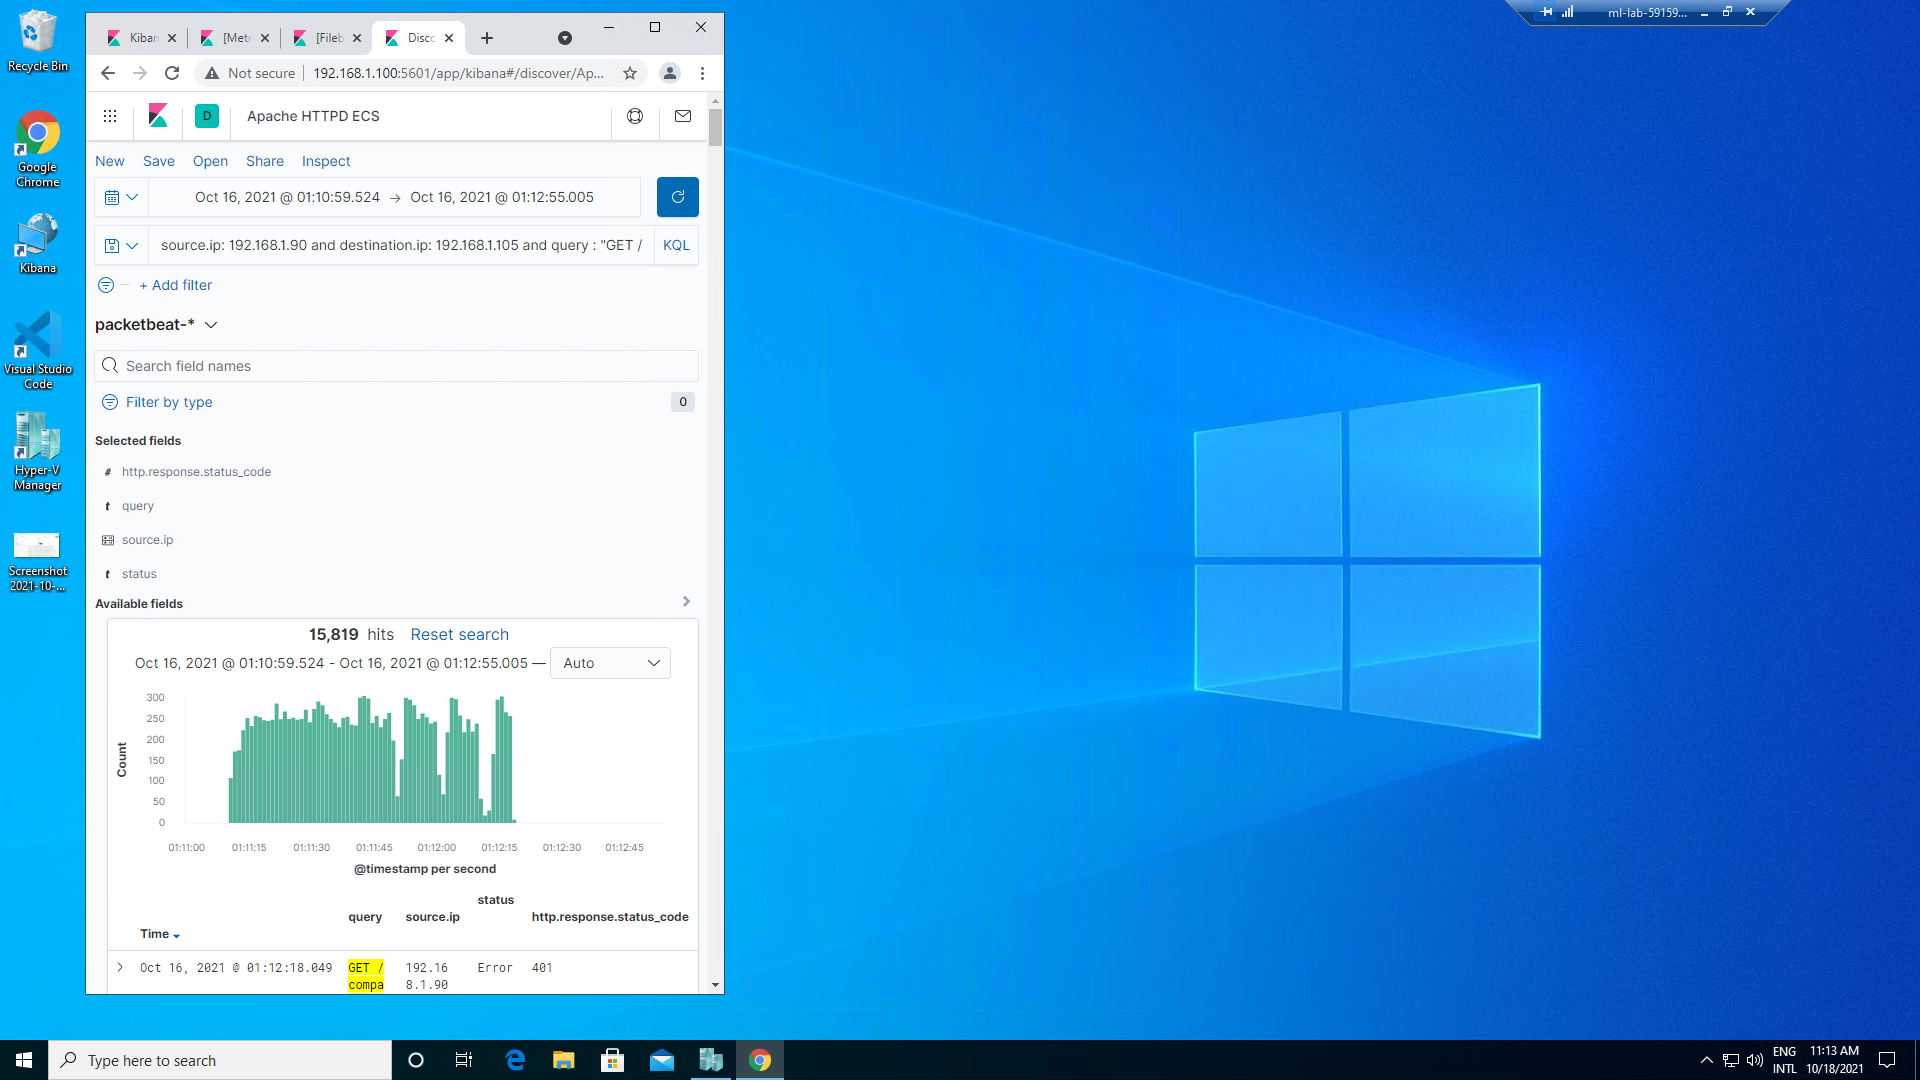 Recycle Bin
Google
Chrome
Kibana
Visual Studio
Code
Hyper-V
Manager
Screenshot
2021-10-...
Kiban
[Metr
[Fileb
Disco
Not secure
192.168.1.100:5601/app/kibana#/discover/Ap...
D
Apache HTTPD ECS
New
Save
Open
Share
Inspect
Oct 16, 2021 @ 01:10:59.524 → Oct 16, 2021 @ 01:12:55.005
source.ip: 192.168.1.90 and destination.ip: 192.168.1.105 and query : "GET /
KQL
+ Add filter
packetbeat-*
Search field names
Filter by type
0
Selected fields
# http.response.status_code
t query
source.ip
t status
Available fields
15,819 hits Reset search
Oct 16, 2021 @ 01:10:59.524 - Oct 16, 2021 @ 01:12:55.005 —
Auto
300
250
200
150
100
50
0
Count
01:11:00 01:11:15 01:11:30 01:11:45 01:12:00 01:12:15 01:12:30 01:12:45
@timestamp per second
Time query source.ip status http.response.status_code
Oct 16, 2021 @ 01:12:18.049 GET / 192.16 Error 401
compa 8.1.90
ml-lab-59159...
Type here to search
ENG
INTL
11:13 AM
10/18/2021